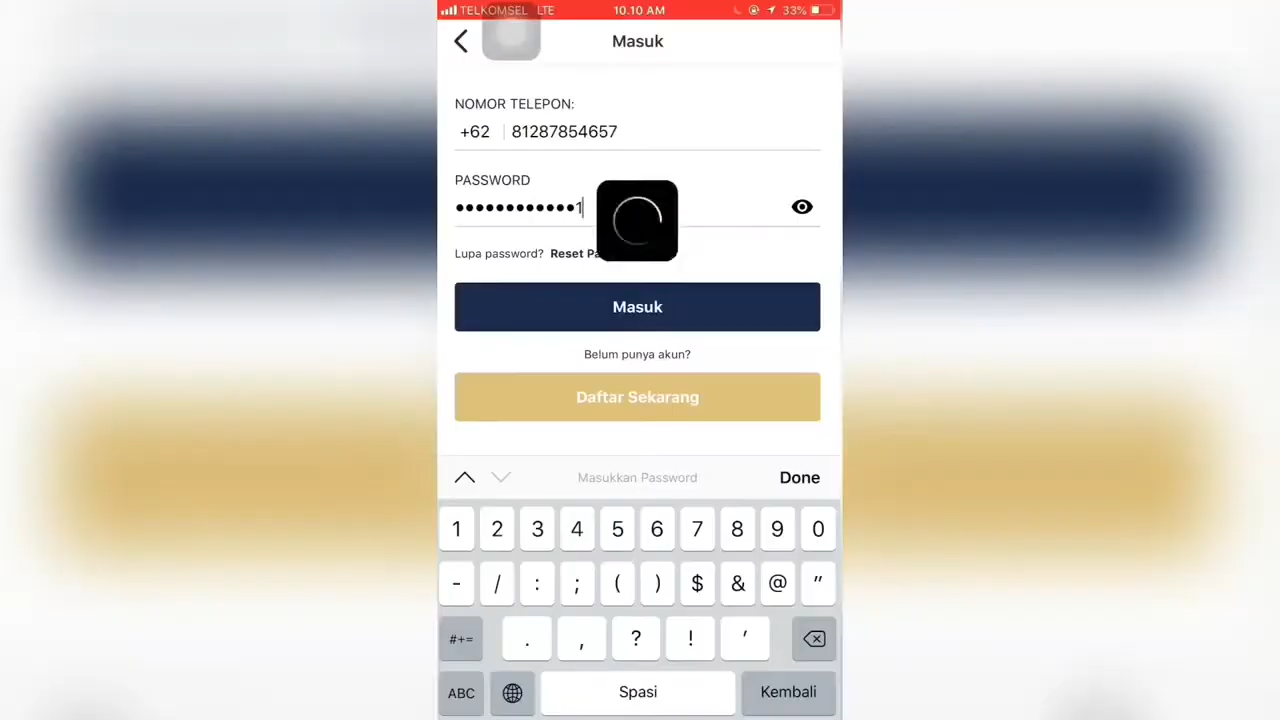 TELKOMSEL LTE 10.10 AM 33%
Masuk
NOMOR TELEPON:
+62 81287854657
PASSWORD
••••••••••••1
Lupa password? Reset Pa
Masuk
Belum punya akun?
Daftar Sekarang
Masukkan Password Done
1 2 3 4 5 6 7 8 9 0
- / : ; ( ) $ & @ "
#+= . , ? ! '
ABC Spasi Kembali